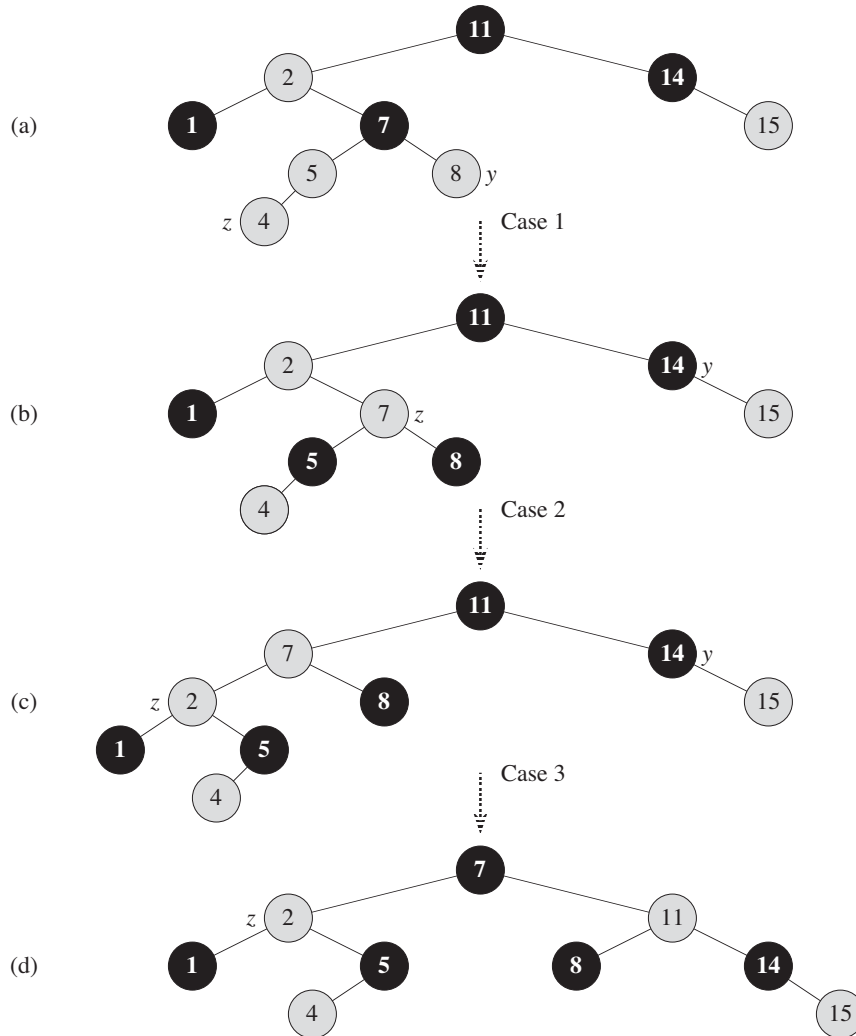 11
2 14
(a) 1 7 15
5 8 y
z 4 Case 1
11
2 14 y
(b) 1 7 z 15
5 8
4 Case 2
11
7 14 y
(c) z 2 8 15
1 5
4 Case 3
7
z 2 11
(d) 1 5 8 14
4 15